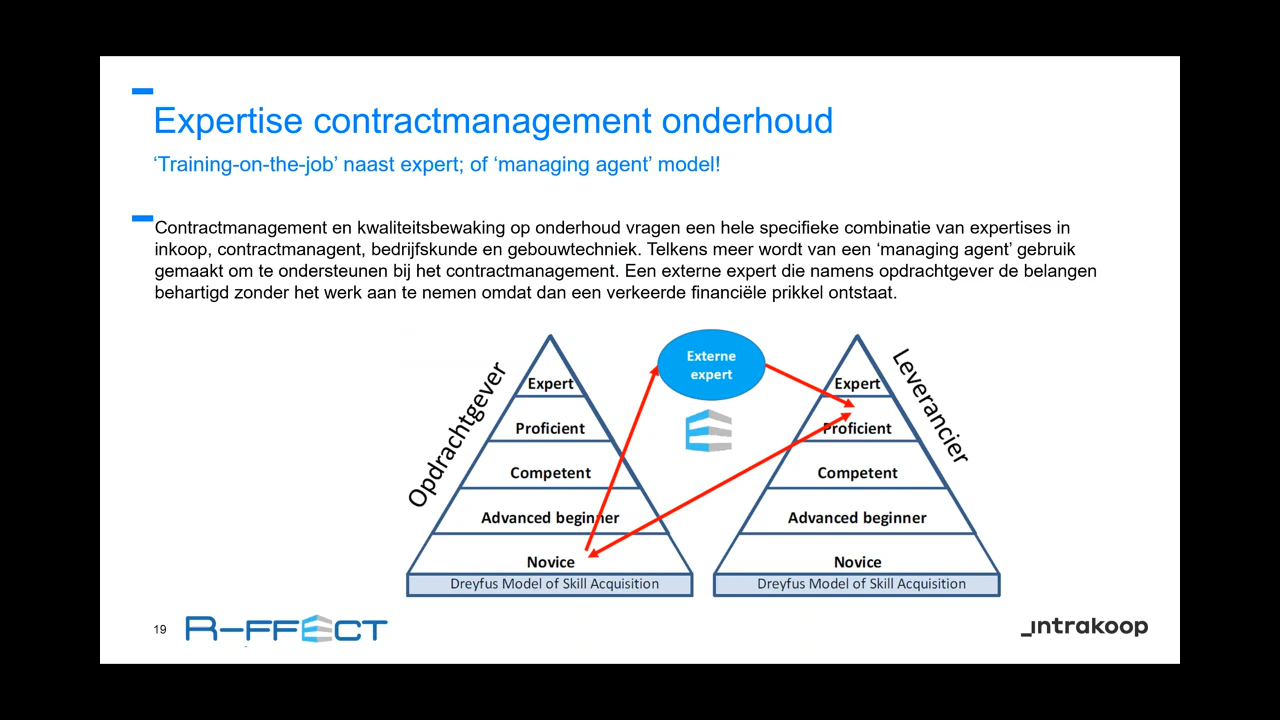 Expertise contractmanagement onderhoud
‘Training-on-the-job’ naast expert; of ‘managing agent’ model!
Contractmanagement en kwaliteitsbewaking op onderhoud vragen een hele specifieke combinatie van expertises in
inkoop, contractmanagent, bedrijfskunde en gebouwtechniek. Telkens meer wordt van een ‘managing agent’ gebruik
gemaakt om te ondersteunen bij het contractmanagement. Een externe expert die namens opdrachtgever de belangen
behartigd zonder het werk aan te nemen omdat dan een verkeerde financiële prikkel ontstaat.
Opdrachtgever
Expert
Proficient
Competent
Advanced beginner
Novice
Dreyfus Model of Skill Acquisition
Externe
expert
Leverancier
Expert
Proficient
Competent
Advanced beginner
Novice
Dreyfus Model of Skill Acquisition
19
R-FFECT
intrakoop